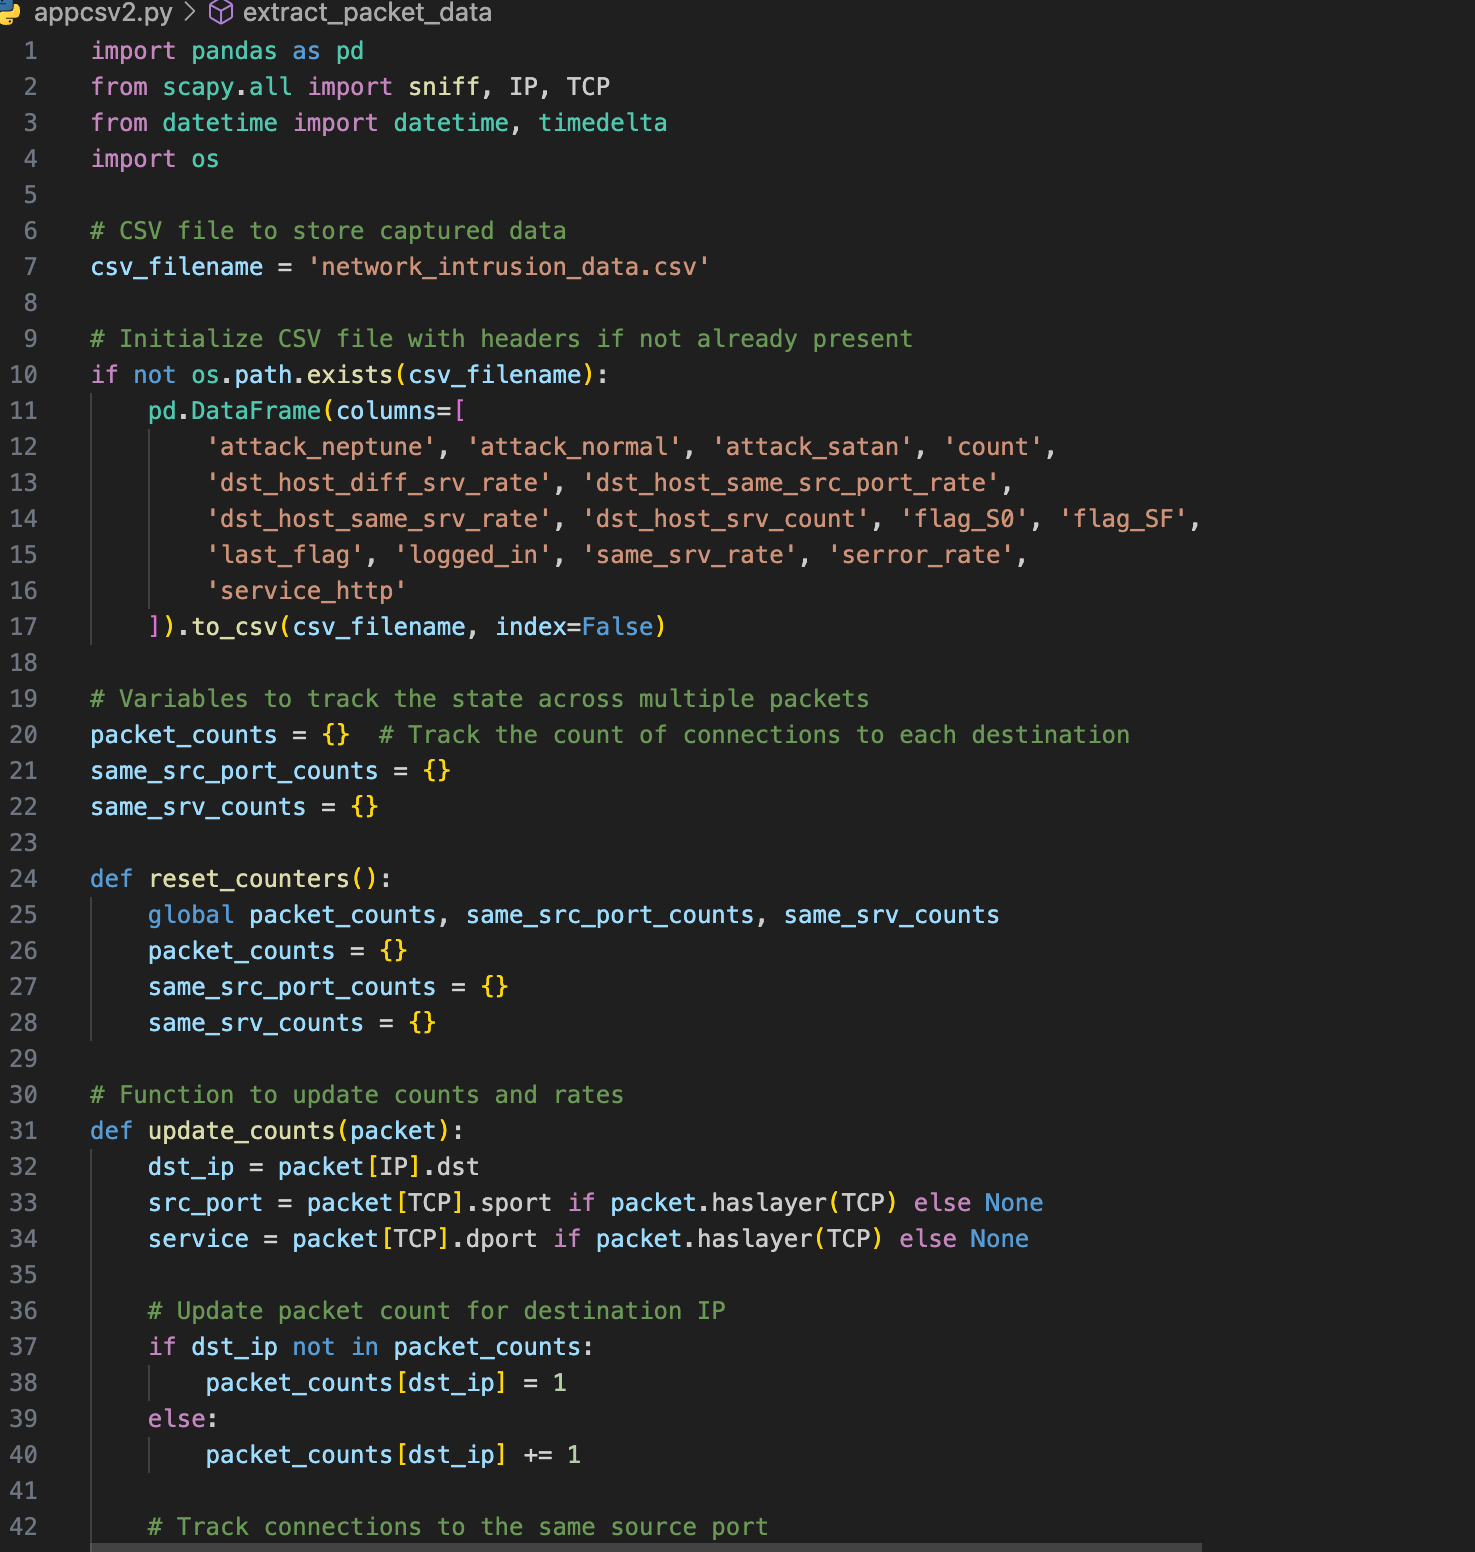 appcsv2.py > extract_packet_data
1 import pandas as pd
2 from scapy.all import sniff, IP, TCP
3 from datetime import datetime, timedelta
4 import os
5
6 # CSV file to store captured data
7 csv_filename = 'network_intrusion_data.csv'
8
9 # Initialize CSV file with headers if not already present
10 if not os.path.exists(csv_filename):
11     pd.DataFrame(columns=[
12         'attack_neptune', 'attack_normal', 'attack_satan', 'count',
13         'dst_host_diff_srv_rate', 'dst_host_same_src_port_rate',
14         'dst_host_same_srv_rate', 'dst_host_srv_count', 'flag_S0', 'flag_SF',
15         'last_flag', 'logged_in', 'same_srv_rate', 'serror_rate',
16         'service_http'
17     ]).to_csv(csv_filename, index=False)
18
19 # Variables to track the state across multiple packets
20 packet_counts = {}  # Track the count of connections to each destination
21 same_src_port_counts = {}
22 same_srv_counts = {}
23
24 def reset_counters():
25     global packet_counts, same_src_port_counts, same_srv_counts
26     packet_counts = {}
27     same_src_port_counts = {}
28     same_srv_counts = {}
29
30 # Function to update counts and rates
31 def update_counts(packet):
32     dst_ip = packet[IP].dst
33     src_port = packet[TCP].sport if packet.haslayer(TCP) else None
34     service = packet[TCP].dport if packet.haslayer(TCP) else None
35
36     # Update packet count for destination IP
37     if dst_ip not in packet_counts:
38         packet_counts[dst_ip] = 1
39     else:
40         packet_counts[dst_ip] += 1
41
42     # Track connections to the same source port